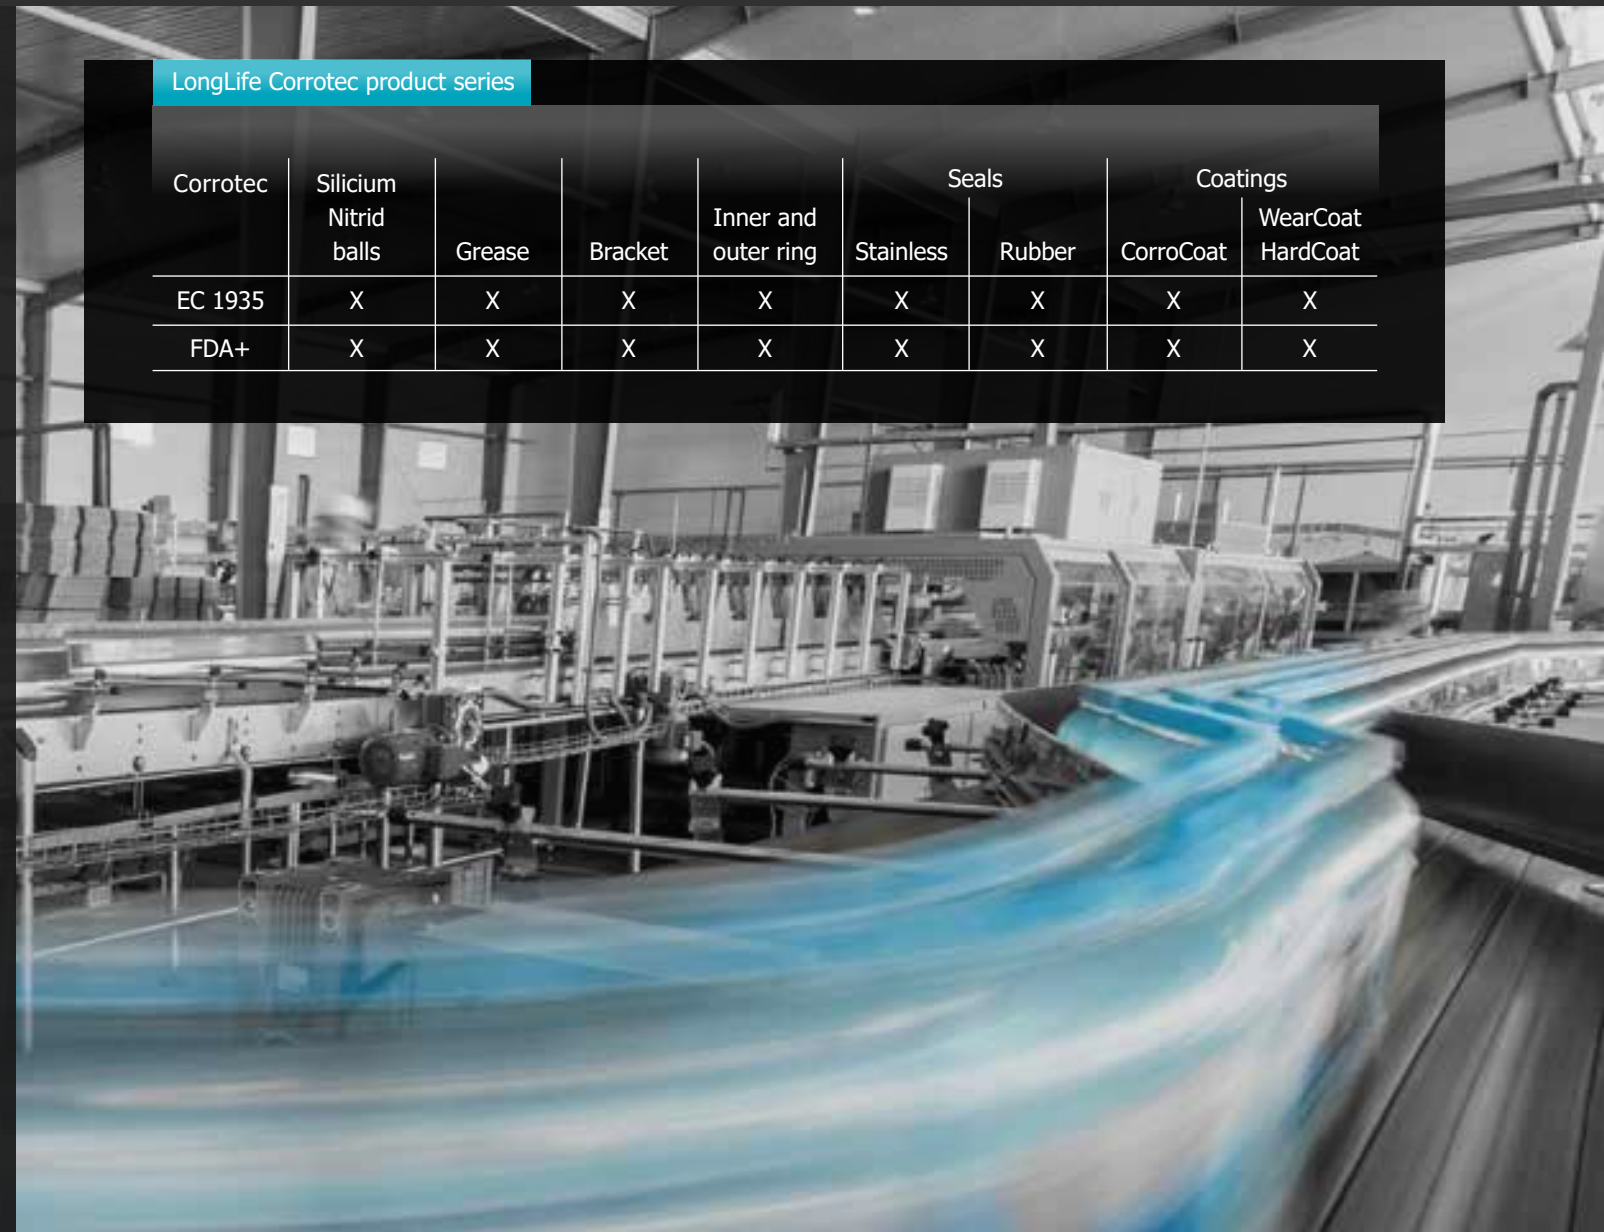 LongLife Corrotec product series
Seals Coatings
Corrotec Silicium
Nitrid Inner and WearCoat
balls Grease Bracket outer ring Stainless Rubber CorroCoat HardCoat
EC 1935 X X X X X X X X
FDA+ X X X X X X X X